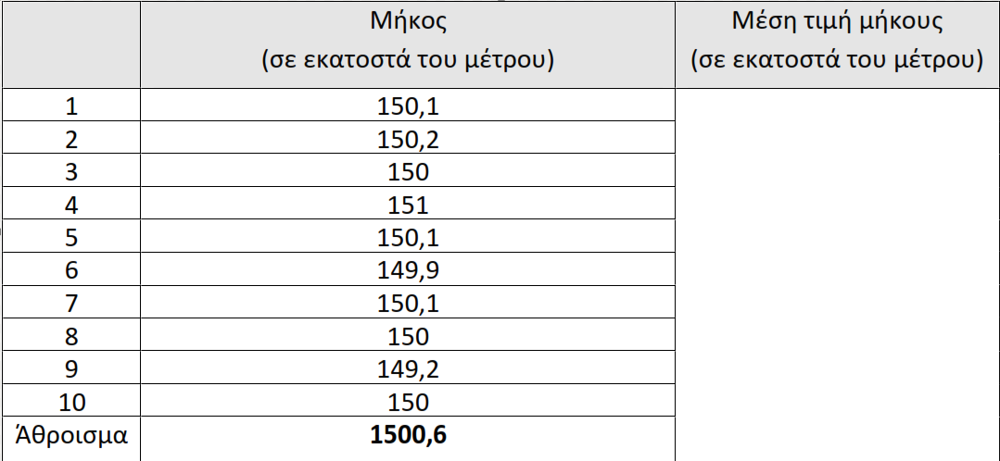 Μήκος
(σε εκατοστά του μέτρου)
Μέση τιμή μήκους
(σε εκατοστά του μέτρου)
1 150,1
2 150,2
3 150
4 151
5 150,1
6 149,9
7 150,1
8 150
9 149,2
10 150
Άθροισμα 1500,6